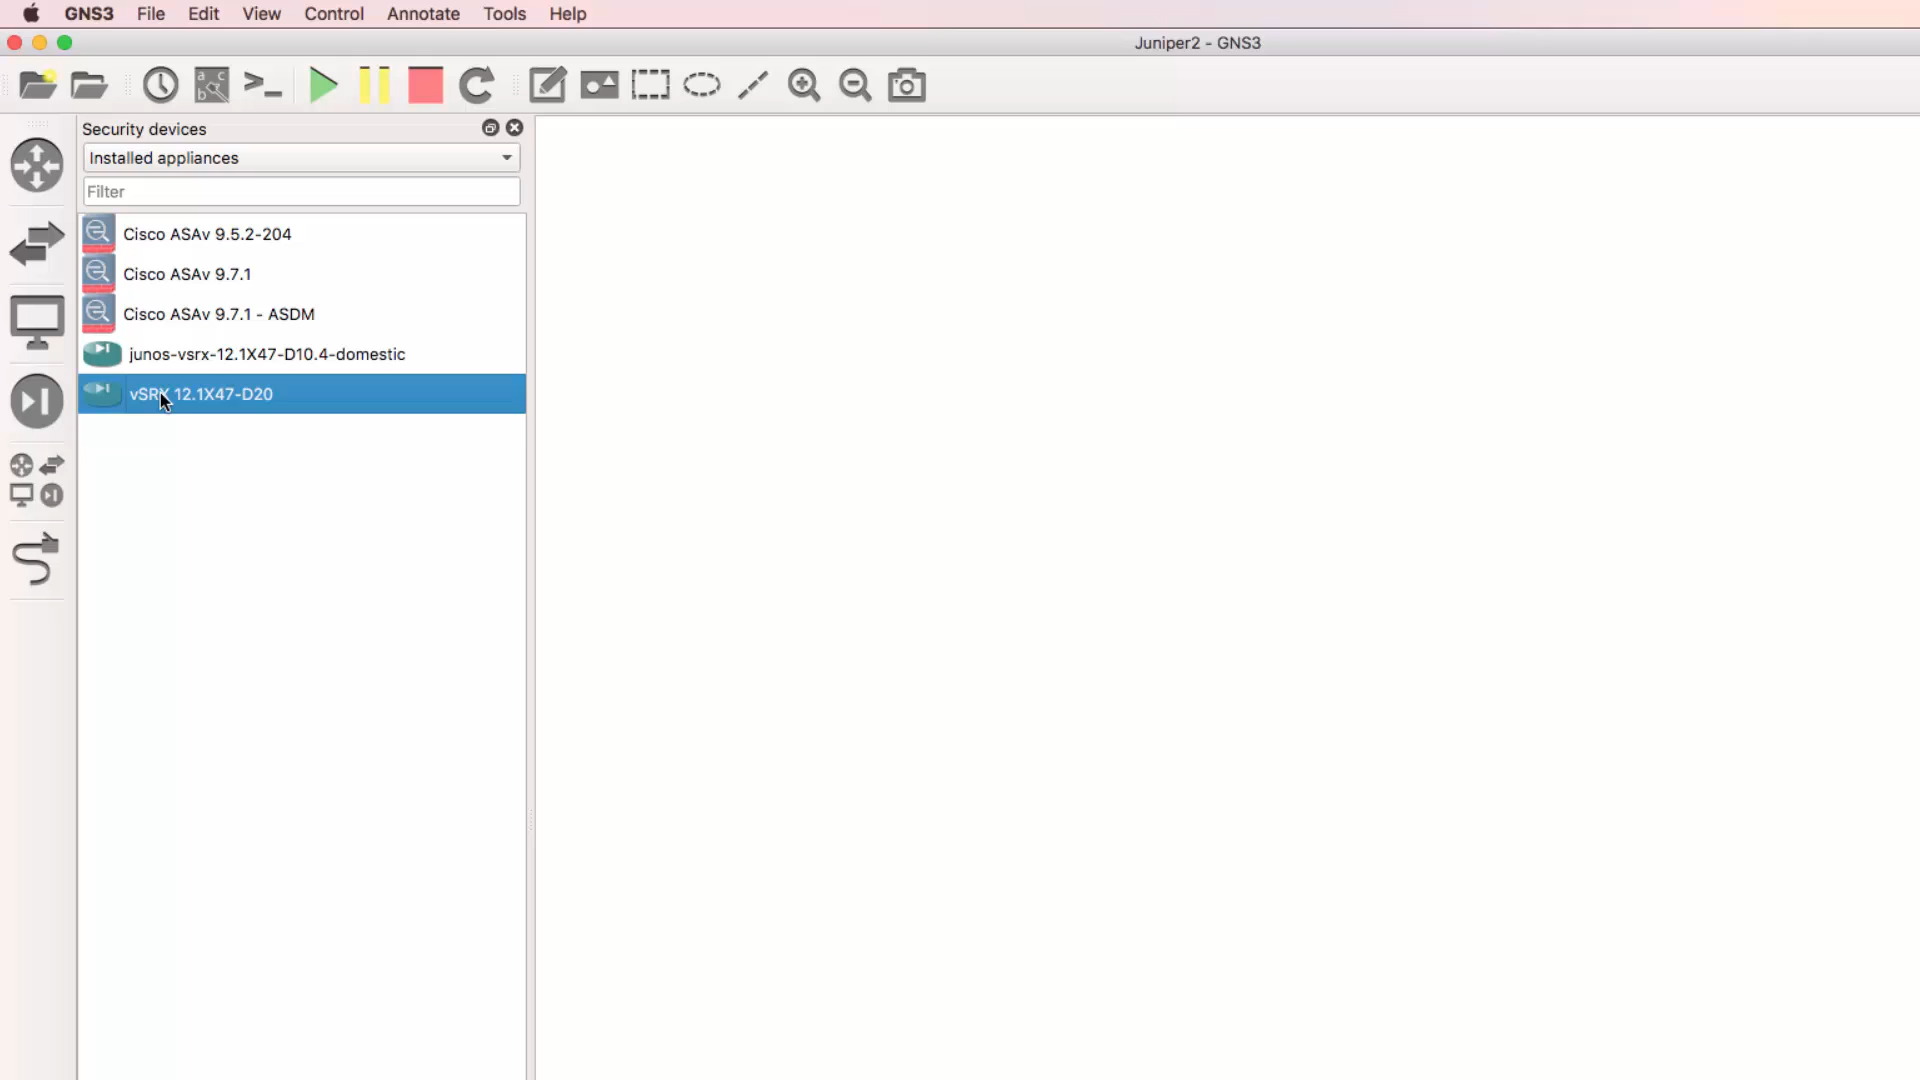 GNS3 File Edit View Control Annotate Tools Help
Juniper2 - GNS3
a c
b
>_
Security devices
Installed appliances
Filter
Cisco ASAv 9.5.2-204
Cisco ASAv 9.7.1
Cisco ASAv 9.7.1 - ASDM
junos-vsrx-12.1X47-D10.4-domestic
vSRX 12.1X47-D20